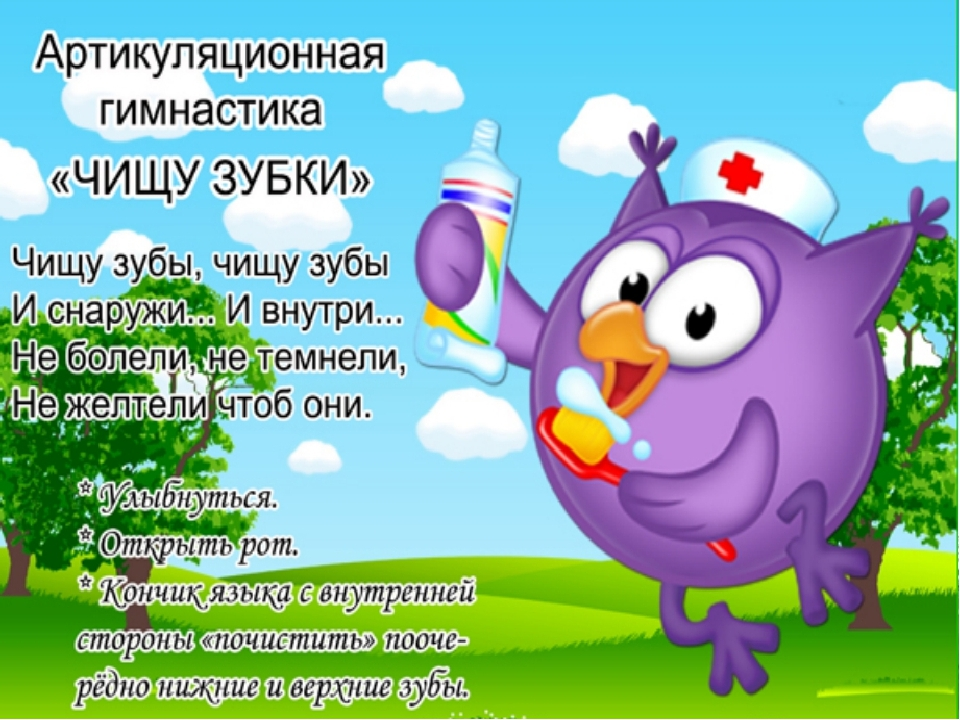 Артикуляционная
гимнастика
«ЧИЩУ ЗУБКИ»
Чищу зубы, чищу зубы
И снаружи... И внутри...
Не болели, не темнели,
Не желтели чтоб они.
* Улыбнуться.
* Открыть рот.
* Кончик языка с внутренней
стороны «почистить» пооче-
рёдно нижние и верхние зубы.